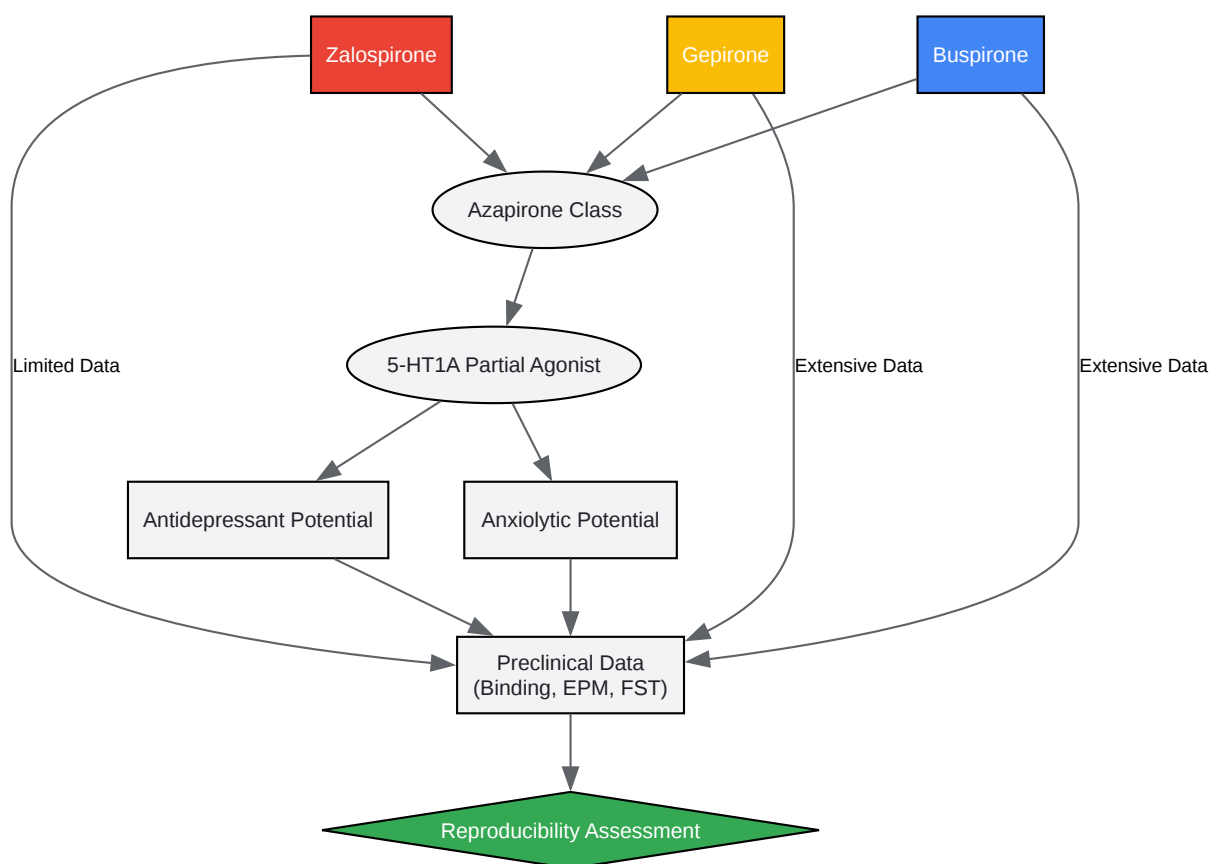 Zalospirone
Gepirone
Buspirone
Azapirone Class
5-HT1A Partial Agonist
Limited Data
Extensive Data
Extensive Data
Antidepressant Potential
Anxiolytic Potential
Preclinical Data
(Binding, EPM, FST)
Reproducibility Assessment